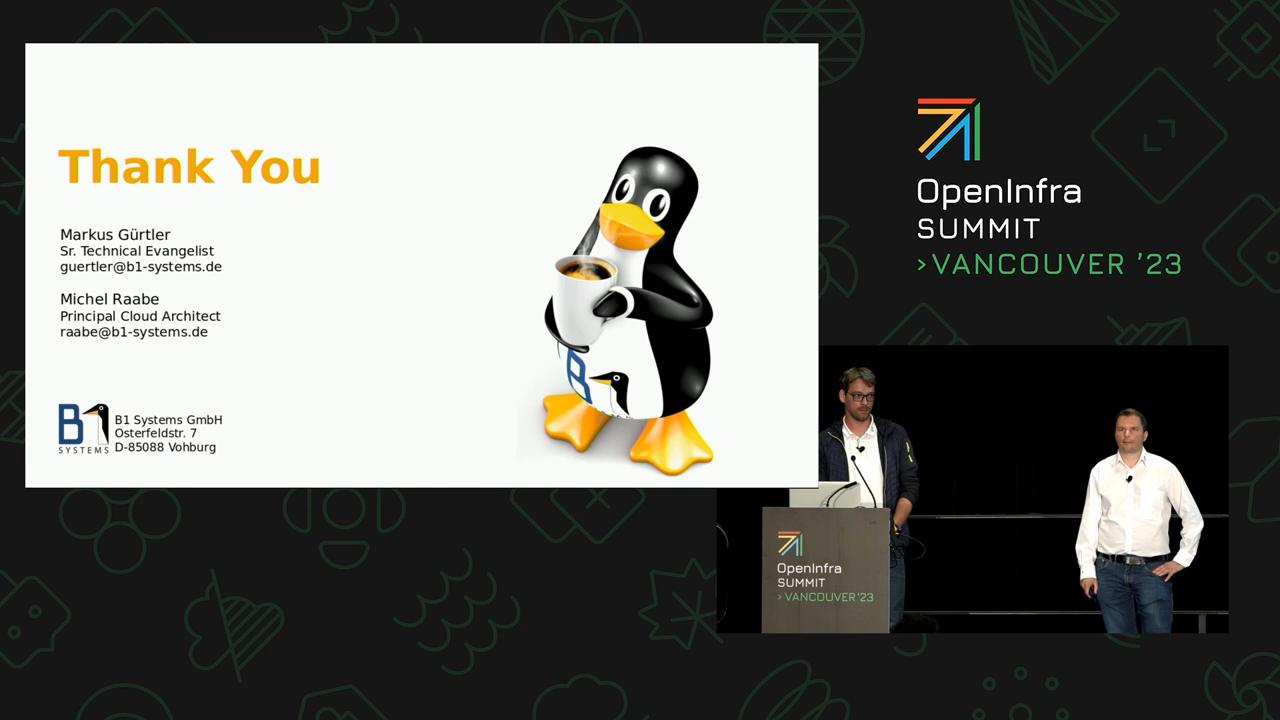 Thank You
Markus Gürtler
Sr. Technical Evangelist
guertler@b1-systems.de
Michel Raabe
Principal Cloud Architect
raabe@b1-systems.de
B1
SYSTEMS
B1 Systems GmbH
Osterfeldstr. 7
D-85088 Vohburg
OpenInfra
SUMMIT
>VANCOUVER ’23
OpenInfra
SUMMIT
> VANCOUVER ’23